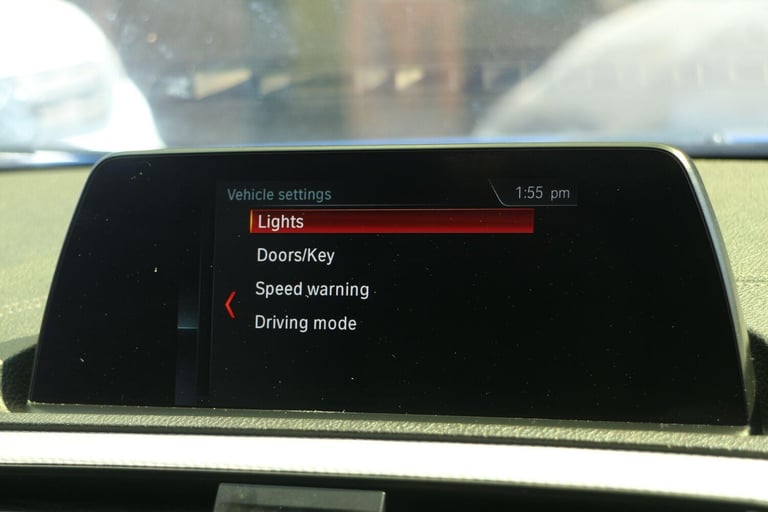 Vehicle settings
1:55 pm
Lights
Doors/Key
Speed warning
Driving mode